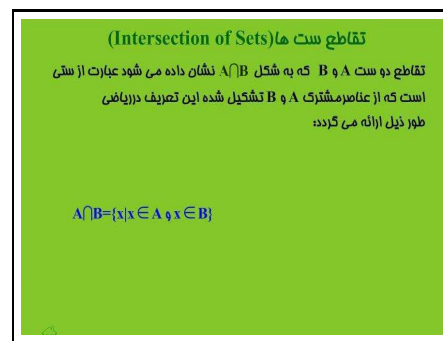 تقاطع ست ها(Intersection of Sets)
تقاطع دو ست A و B که به شکل A⋂B نشان داده می شود عبارت از ستی
است که از عناصرمشترک A و B تشکیل شده این تعریف درریاضی
طور ذیل ارائه می گردد:
A⋂B={x|x∈A و x∈B}